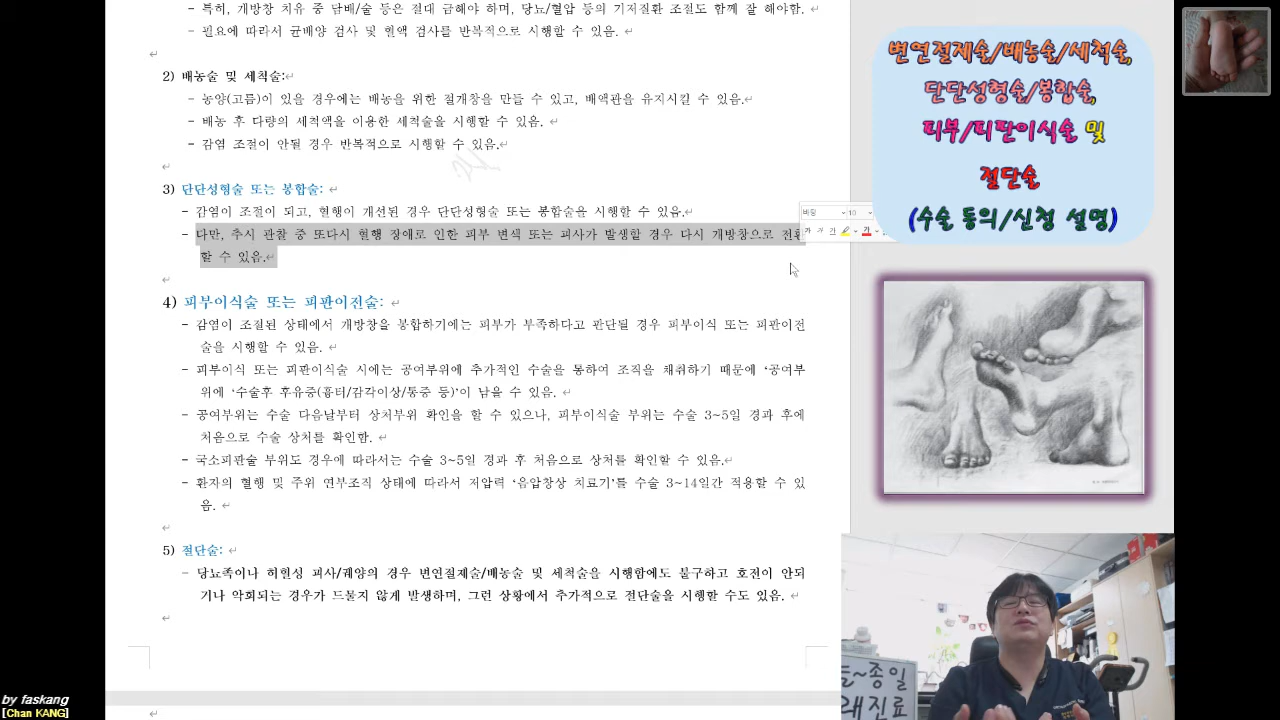 - 특히, 개방창 치유 중 담배/술 등은 절대 금해야 하며, 당뇨/혈압 등의 기저질환 조절도 함께 잘 해야함.
- 필요에 따라서 균배양 검사 및 혈액 검사를 반복적으로 시행할 수 있음.
2) 배농술 및 세척술:
- 농양(고름)이 있을 경우에는 배농을 위한 절개창을 만들 수 있고, 배액관을 유지시킬 수 있음.
- 배농 후 다량의 세척액을 이용한 세척술을 시행할 수 있음.
- 감염 조절이 안될 경우 반복적으로 시행할 수 있음.
3) 단단성형술 또는 봉합술:
- 감염이 조절이 되고, 혈행이 개선된 경우 단단성형술 또는 봉합술을 시행할 수 있음.
- 다만, 추시 관찰 중 또다시 혈행 장애로 인한 피부 변색 또는 피사가 발생할 경우 다시 개방창으로 전환
할 수 있음.
4) 피부이식술 또는 피판이전술:
- 감염이 조절된 상태에서 개방창을 봉합하기에는 피부가 부족하다고 판단될 경우 피부이식 또는 피판이전
술을 시행할 수 있음.
- 피부이식 또는 피판이식술 시에는 공여부위에 추가적인 수술을 통하여 조직을 채취하기 때문에 ‘공여부
위에 ‘수술후 후유증(흉터/감각이상/통증 등)’이 남을 수 있음.
- 공여부위는 수술 다음날부터 상처부위 확인을 할 수 있으나, 피부이식술 부위는 수술 3~5일 경과 후에
처음으로 수술 상처를 확인함.
- 국소피판술 부위도 경우에 따라서는 수술 3~5일 경과 후 처음으로 상처를 확인할 수 있음.
- 환자의 혈행 및 주위 연부조직 상태에 따라서 저압력 ‘음압창상 치료기’를 수술 3~14일간 적용할 수 있
음.
5) 절단술:
- 당뇨족이나 허혈성 괴사/궤양의 경우 변연절제술/배농술 및 세척술을 시행함에도 불구하고 호전이 안되
거나 악화되는 경우가 드물지 않게 발생하며, 그런 상황에서 추가적으로 절단술을 시행할 수도 있음.
바탕 10
가 가 가 가
변연절제술/배농술/세척술,
단단성형술/봉합술,
피부/피판이식술 및
절단술
(수술 동의/신청 설명)
종일
진료
by faskang
[Chan KANG]